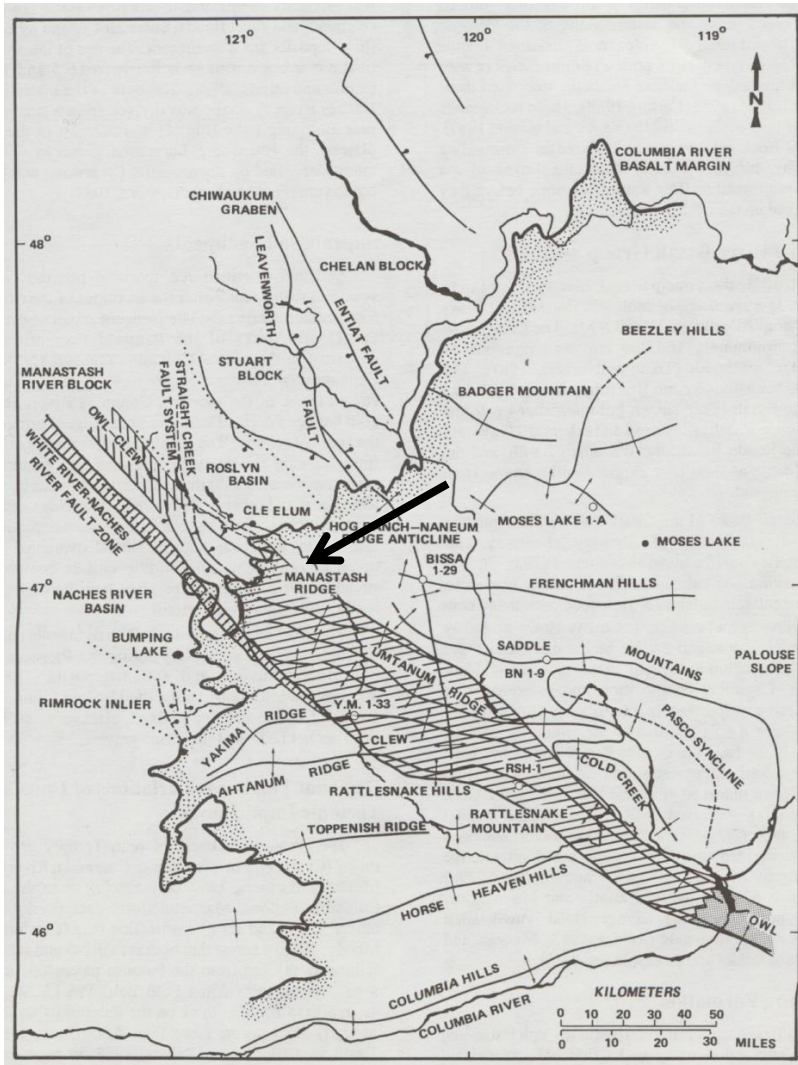 121°
120°
119°
N
COLUMBIA RIVER
BASALT MARGIN
CHIWAUKUM
GRABEN
48°
LEAVENWORTH
FAULT
CHELAN BLOCK
ENTIAT FAULT
BEEZLEY HILLS
STUART
BLOCK
MANASTASH
RIVER BLOCK
STRAIGHT CREEK
FAULT SYSTEM
BADGER MOUNTAIN
OWL CLEW
WHITE RIVER-NACHES
RIVER FAULT ZONE
ROSLYN
BASIN
CLE ELUM
HOG RANCH–NANEUM
RIDGE ANTICLINE
MOSES LAKE 1-A
MOSES LAKE
BISSA
1-29
47°
MANASTASH
RIDGE
FRENCHMAN HILLS
NACHES RIVER
BASIN
BUMPING
LAKE
UMTANUM RIDGE
SADDLE MOUNTAINS
BN 1-9
PALOUSE
SLOPE
RIMROCK INLIER
YAKIMA RIDGE
Y.M. 1-33
CLEW
PASCO SYNCLINE
COLD CREEK
AHTANUM RIDGE
RSH-1
RATTLESNAKE HILLS
RATTLESNAKE
MOUNTAIN
TOPPENISH RIDGE
HORSE HEAVEN HILLS
OWL
46°
COLUMBIA HILLS
COLUMBIA RIVER
KILOMETERS
0 10 20 30 40 50
0 10 20 30
MILES